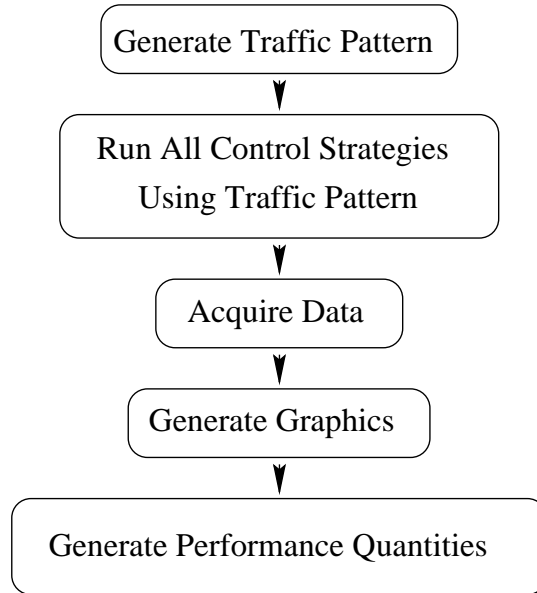 Generate Traffic Pattern
Run All Control Strategies
Using Traffic Pattern
Acquire Data
Generate Graphics
Generate Performance Quantities